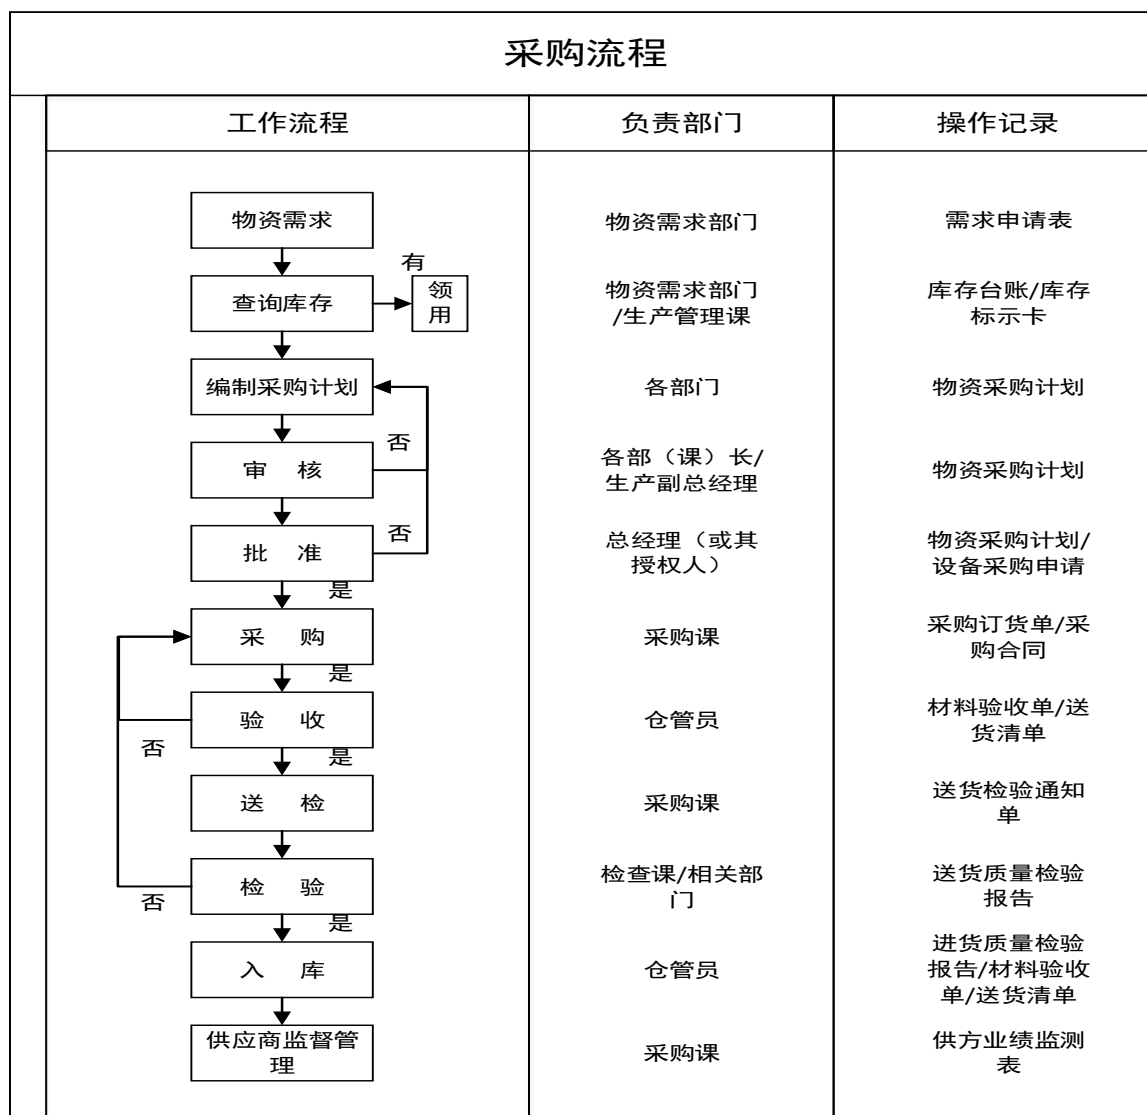 采购流程
工作流程
负责部门
操作记录
物资需求
物资需求部门
需求申请表
有
查询库存
领
用
物资需求部门
/生产管理课
库存台账/库存
标示卡
编制采购计划
各部门
物资采购计划
否
审 核
各部（课）长/
生产副总经理
物资采购计划
否
批 准
总经理（或其
授权人）
物资采购计划/
设备采购申请
是
采 购
采购课
采购订货单/采
购合同
是
验 收
仓管员
材料验收单/送
货清单
否
是
送 检
采购课
送货检验通知
单
检 验
检查课/相关部
门
送货质量检验
报告
否
是
入 库
仓管员
进货质量检验
报告/材料验收
单/送货清单
供应商监督管
理
采购课
供方业绩监测
表